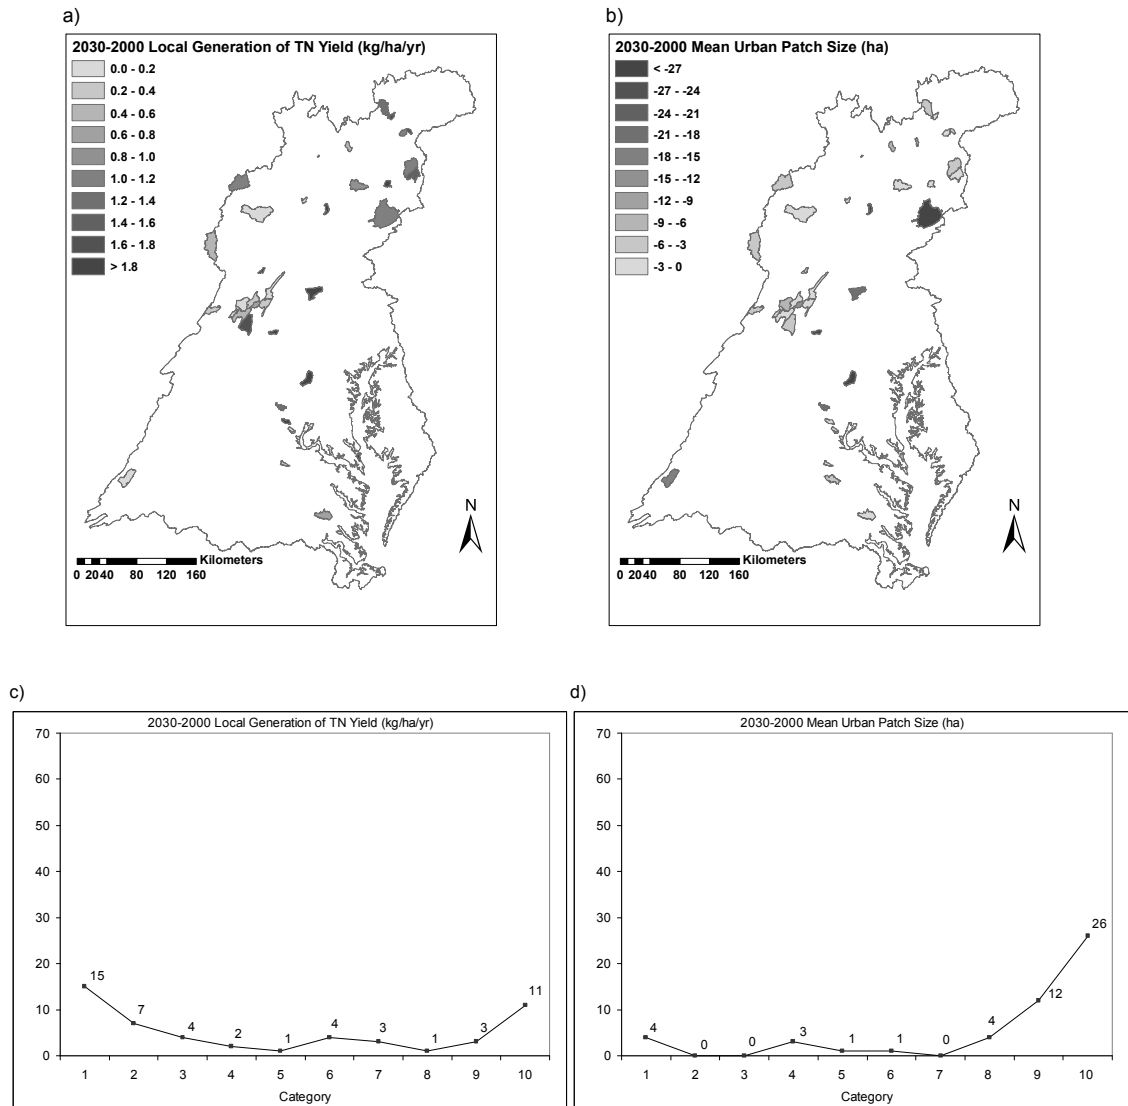 a)
2030-2000 Local Generation of TN Yield (kg/ha/yr)
0.0 - 0.2
0.2 - 0.4
0.4 - 0.6
0.6 - 0.8
0.8 - 1.0
1.0 - 1.2
1.2 - 1.4
1.4 - 1.6
1.6 - 1.8
> 1.8
N
Kilometers
0 20 40 80 120 160
b)
2030-2000 Mean Urban Patch Size (ha)
< -27
-27 - -24
-24 - -21
-21 - -18
-18 - -15
-15 - -12
-12 - -9
-9 - -6
-6 - -3
-3 - 0
N
Kilometers
0 20 40 80 120 160
c)
2030-2000 Local Generation of TN Yield (kg/ha/yr)
70
60
50
40
30
20
10
0
15 7 4 2 1 4 3 1 3 11
1 2 3 4 5 6 7 8 9 10
Category
d)
2030-2000 Mean Urban Patch Size (ha)
70
60
50
40
30
20
10
0
4 0 0 3 1 1 0 4 12 26
1 2 3 4 5 6 7 8 9 10
Category